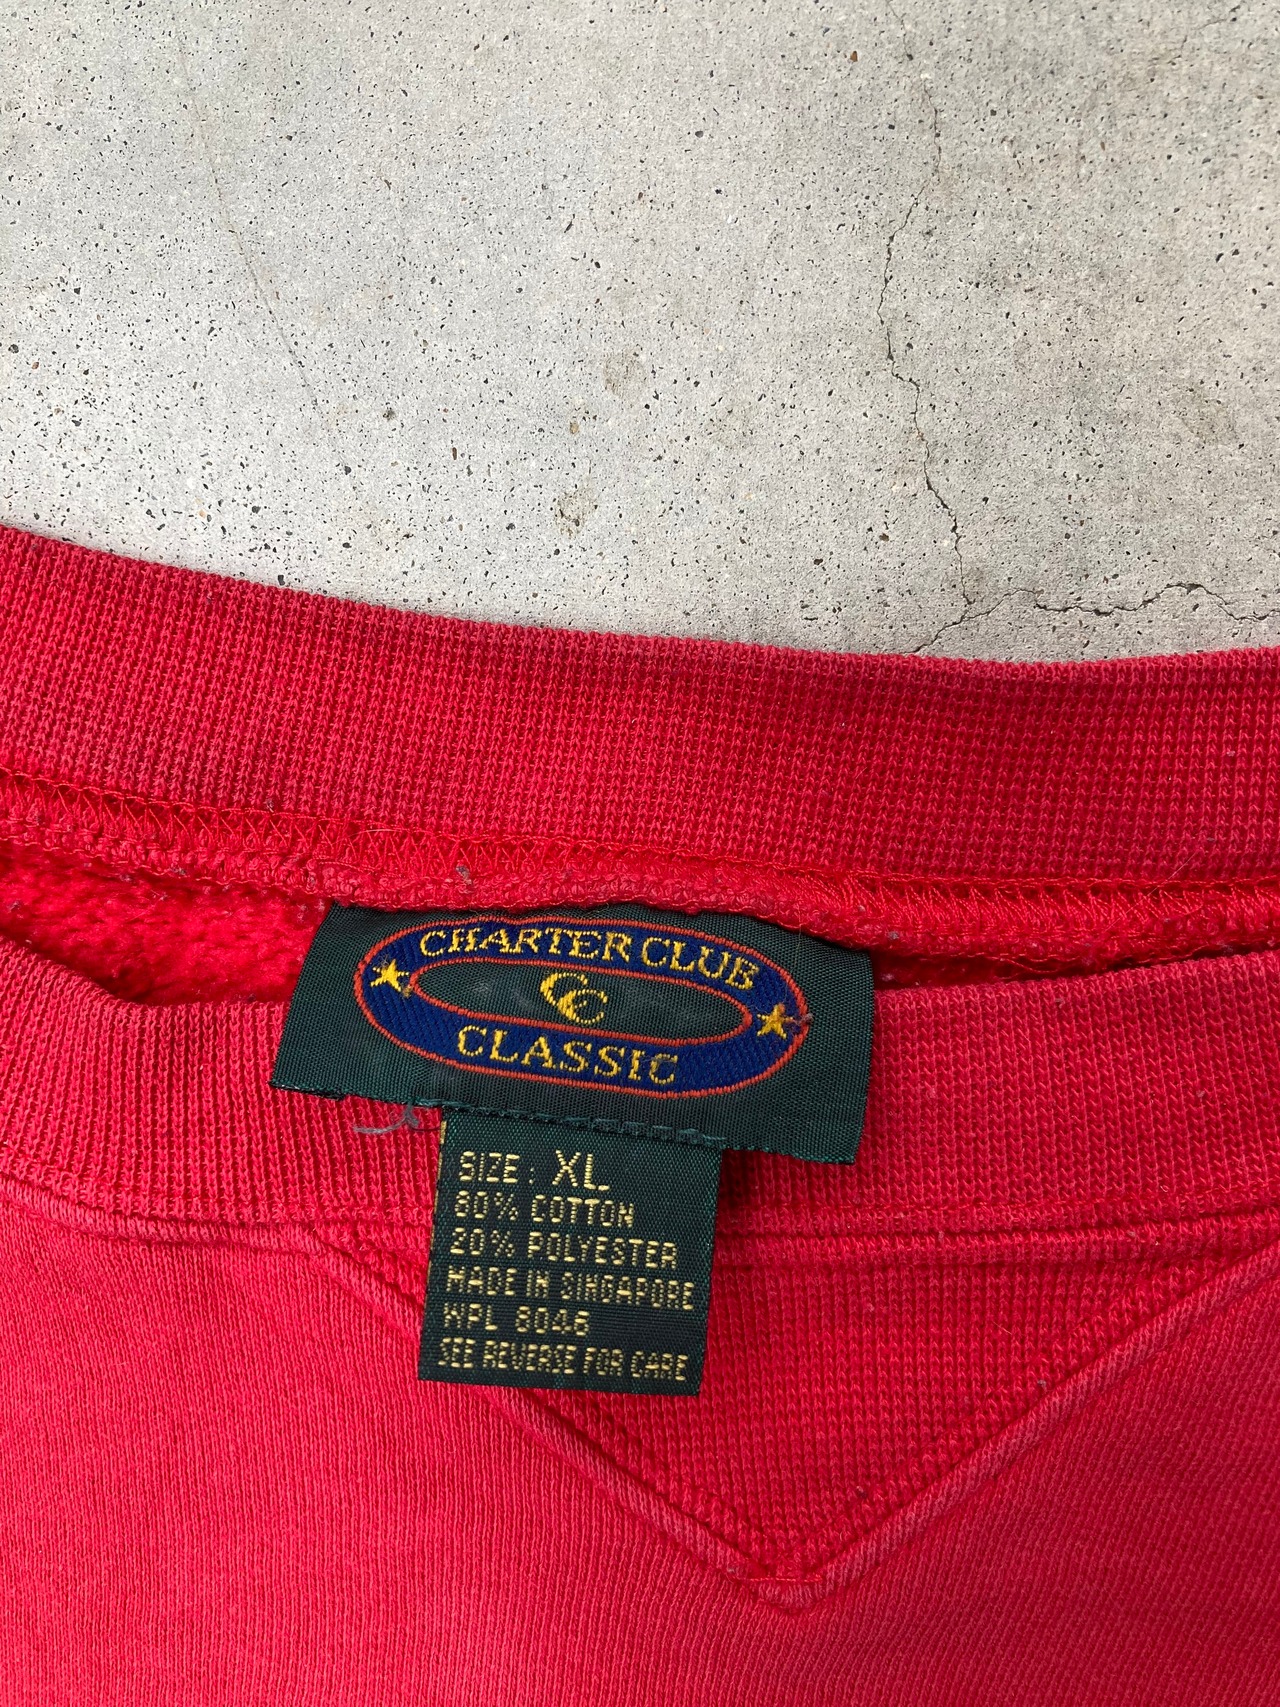 CHARTER CLUB
CC
CLASSIC
SIZE: XL
80% COTTON
20% POLYESTER
MADE IN SINGAPORE
WPL 8046
SEE REVERSE FOR CARE